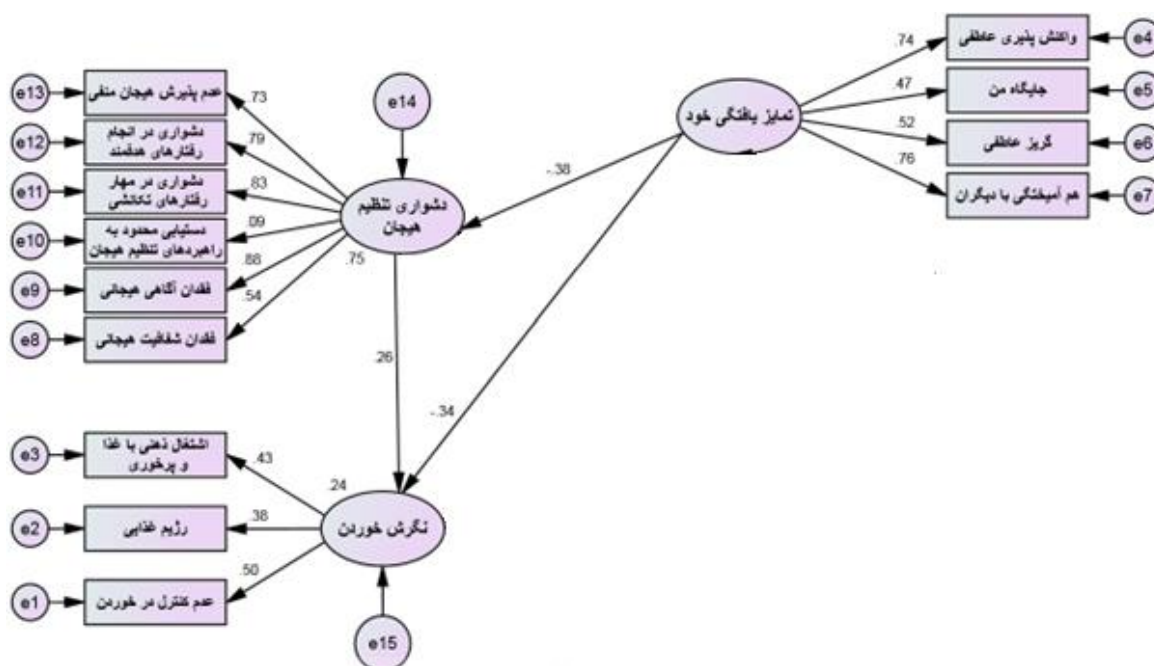 e13
عدم پذیرش هیجان منفی
.73
e12
دشواری در انجام
رفتارهای هدفمند
.79
e11
دشواری در مهار
رفتارهای تکانشی
.83
e10
دستیابی محدود به
راهبردهای تنظیم هیجان
.09
e9
فقدان آگاهی هیجانی
.88
e8
فقدان شفافیت هیجانی
.54
e14
دشواری تنظیم
هیجان
.75
-.38
تمایز یافتگی خود
.74
واکنش پذیری عاطفی
e4
.47
جایگاه من
e5
.52
گریز عاطفی
e6
.76
هم آمیختگی با دیگران
e7
.26
-.34
e3
اشتغال ذهنی با غذا
و پرخوری
.43
e2
رژیم غذایی
.38
e1
عدم کنترل در خوردن
.50
.24
نگرش خوردن
e15